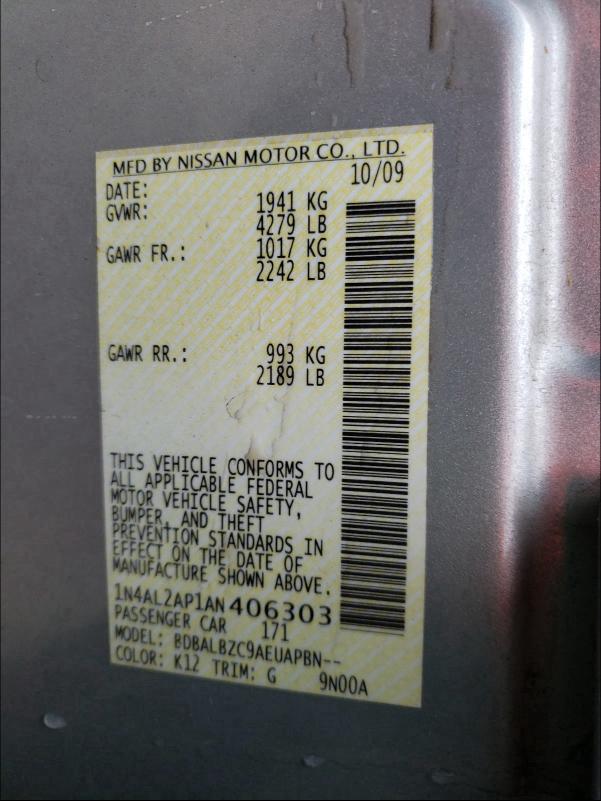 MFD BY NISSAN MOTOR CO., LTD.
DATE: 10/09
GVWR: 1941 KG
4279 LB
GAWR FR.: 1017 KG
2242 LB
GAWR RR.: 993 KG
2189 LB
THIS VEHICLE CONFORMS TO
ALL APPLICABLE FEDERAL
MOTOR VEHICLE SAFETY,
BUMPER, AND THEFT
PREVENTION STANDARDS IN
EFFECT ON THE DATE OF
MANUFACTURE SHOWN ABOVE.
1N4AL2AP1AN406303
PASSENGER CAR 171
MODEL: BDBALBZC9AEUAPBN--
COLOR: K12 TRIM: G 9N00A